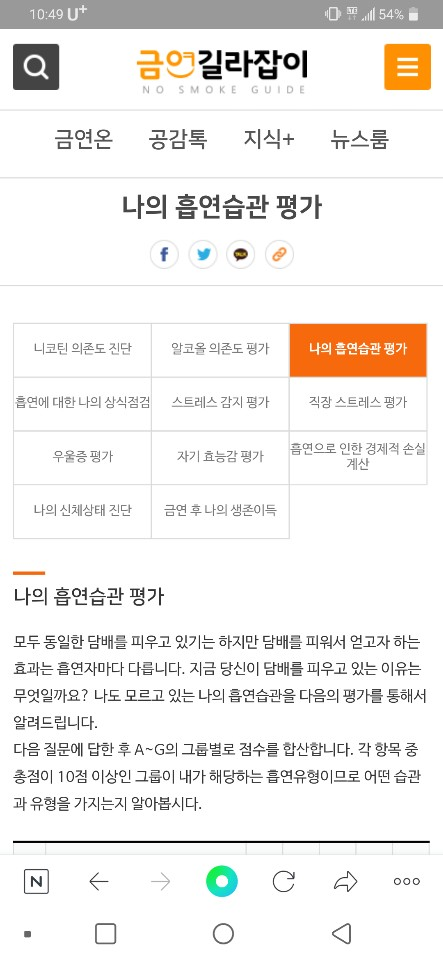 10:49 U+ 54%
금연길라잡이
NO SMOKE GUIDE
금연온 공감톡 지식+ 뉴스룸
나의 흡연습관 평가
f TALK
니코틴 의존도 진단 알코올 의존도 평가 나의 흡연습관 평가
흡연에 대한 나의 상식점검 스트레스 감지 평가 직장 스트레스 평가
우울증 평가 자기 효능감 평가 흡연으로 인한 경제적 손실
계산
나의 신체상태 진단 금연 후 나의 생존이득
나의 흡연습관 평가
모두 동일한 담배를 피우고 있기는 하지만 담배를 피워서 얻고자 하는
효과는 흡연자마다 다릅니다. 지금 당신이 담배를 피우고 있는 이유는
무엇일까요? 나도 모르고 있는 나의 흡연습관을 다음의 평가를 통해서
알려드립니다.
다음 질문에 답한 후 A~G의 그룹별로 점수를 합산합니다. 각 항목 중
총점이 10점 이상인 그룹이 내가 해당하는 흡연유형이므로 어떤 습관
과 유형을 가지는지 알아봅시다.
N